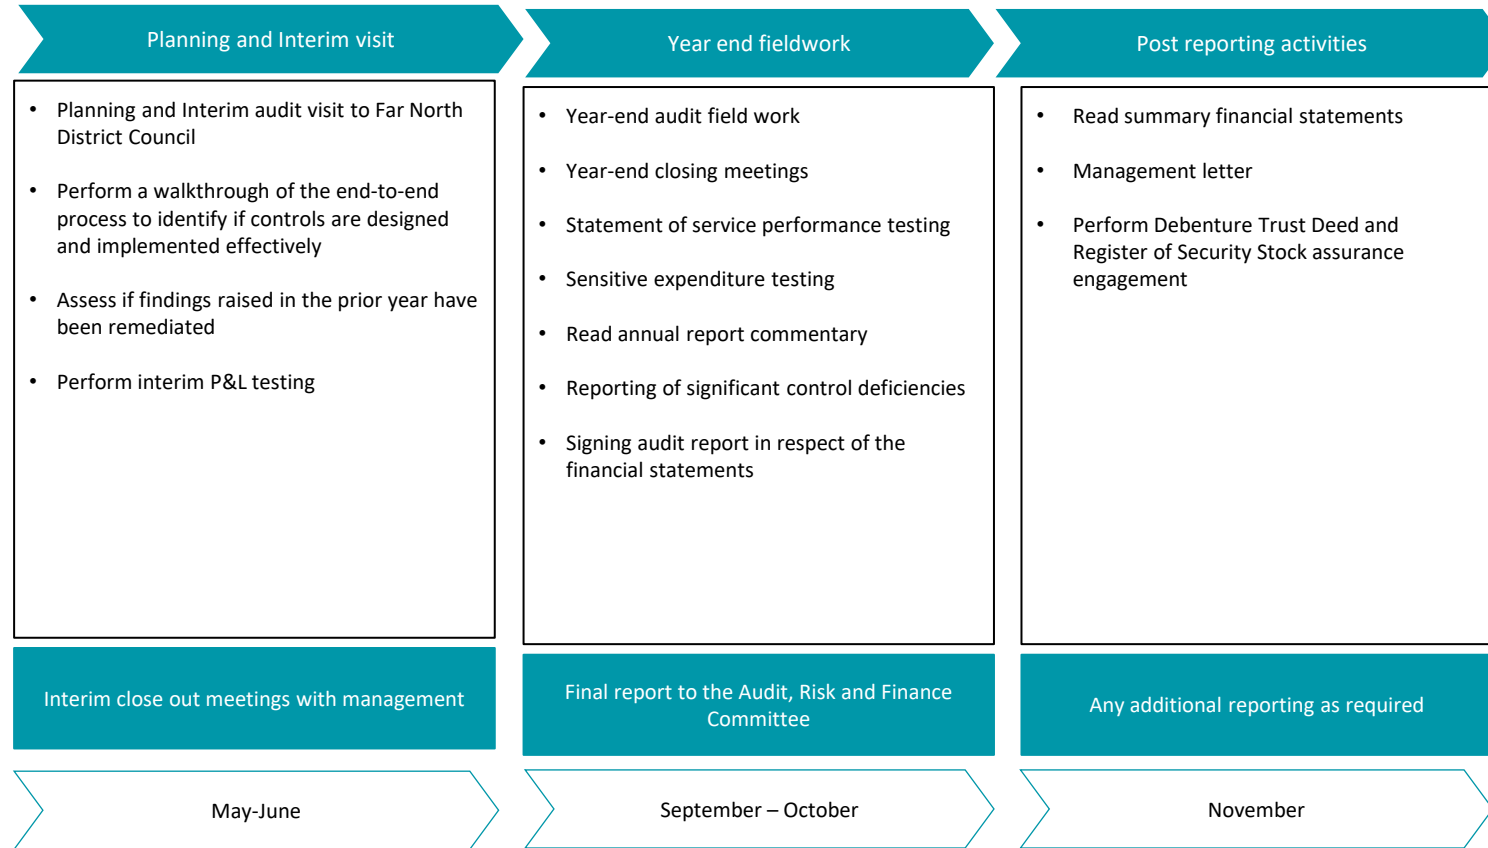 Planning and Interim visit
• Planning and Interim audit visit to Far North
District Council
• Perform a walkthrough of the end-to-end
process to identify if controls are designed
and implemented effectively
• Assess if findings raised in the prior year have
been remediated
• Perform interim P&L testing
Interim close out meetings with management
May-June
Year end fieldwork
• Year-end audit field work
• Year-end closing meetings
• Statement of service performance testing
• Sensitive expenditure testing
• Read annual report commentary
• Reporting of significant control deficiencies
• Signing audit report in respect of the
financial statements
Final report to the Audit, Risk and Finance
Committee
September – October
Post reporting activities
• Read summary financial statements
• Management letter
• Perform Debenture Trust Deed and
Register of Security Stock assurance
engagement
Any additional reporting as required
November